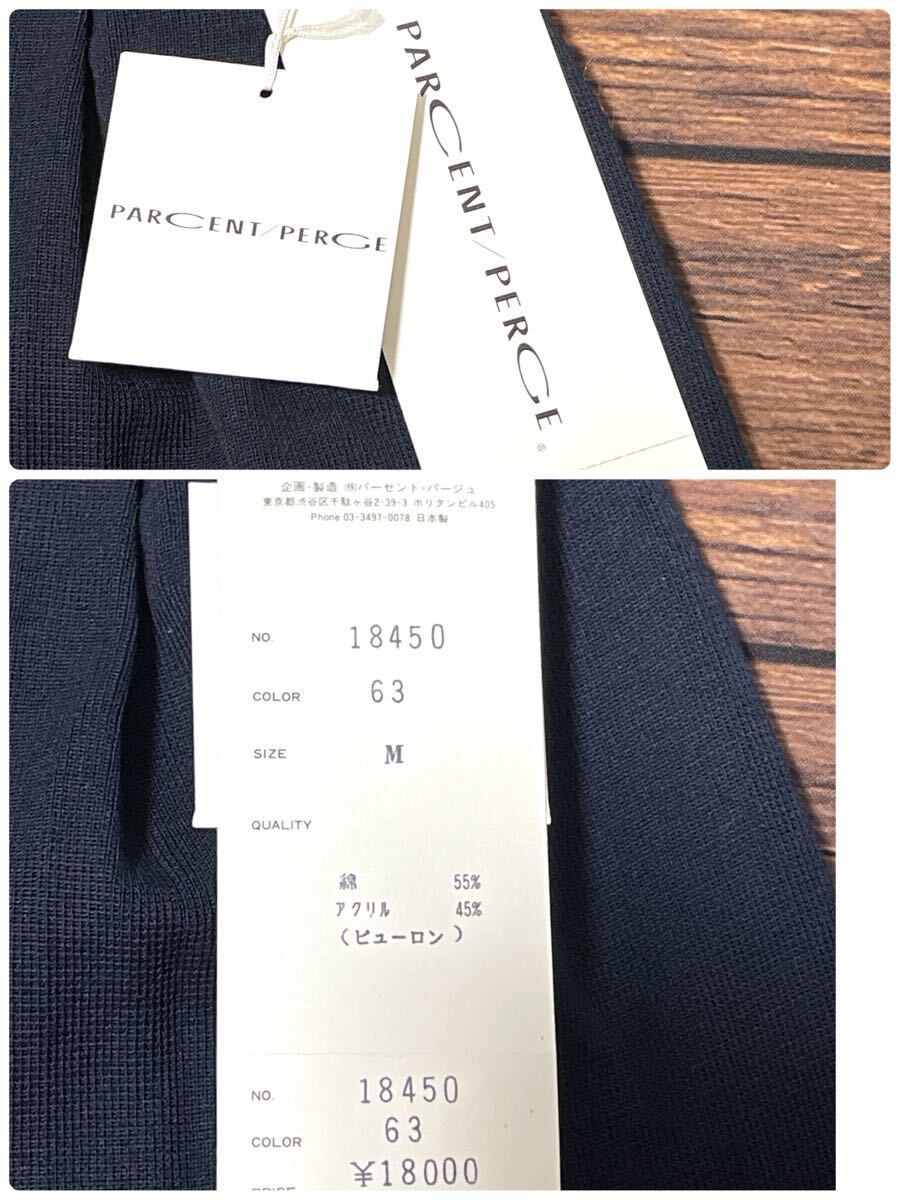 PARCENT/PERGE
PARCENT/PERGE
®
企画・製造 ㈱パーセント・パージュ
東京都渋谷区千駄ヶ谷2-39-3 ホリタンビル405
Phone 03-3497-0078 日本製
NO. 18450
COLOR 63
SIZE M
QUALITY
綿 55%
アクリル 45%
(ピューロン)
NO. 18450
COLOR 63
PRICE ¥18000